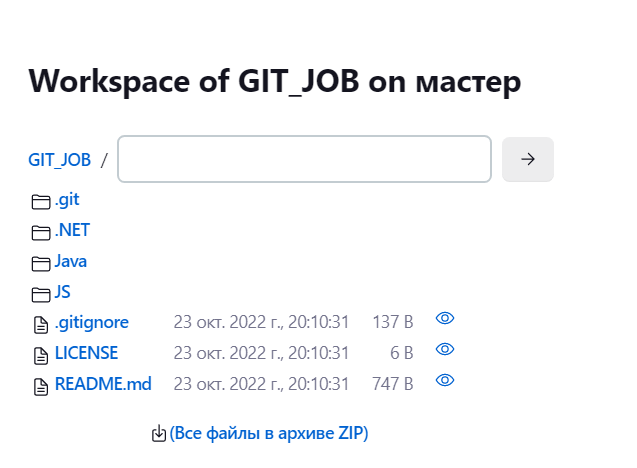 Workspace of GIT_JOB on мастер
GIT_JOB /
.git
.NET
Java
JS
.gitignore 23 окт. 2022 г., 20:10:31 137 B
LICENSE 23 окт. 2022 г., 20:10:31 6 B
README.md 23 окт. 2022 г., 20:10:31 747 B
(Все файлы в архиве ZIP)